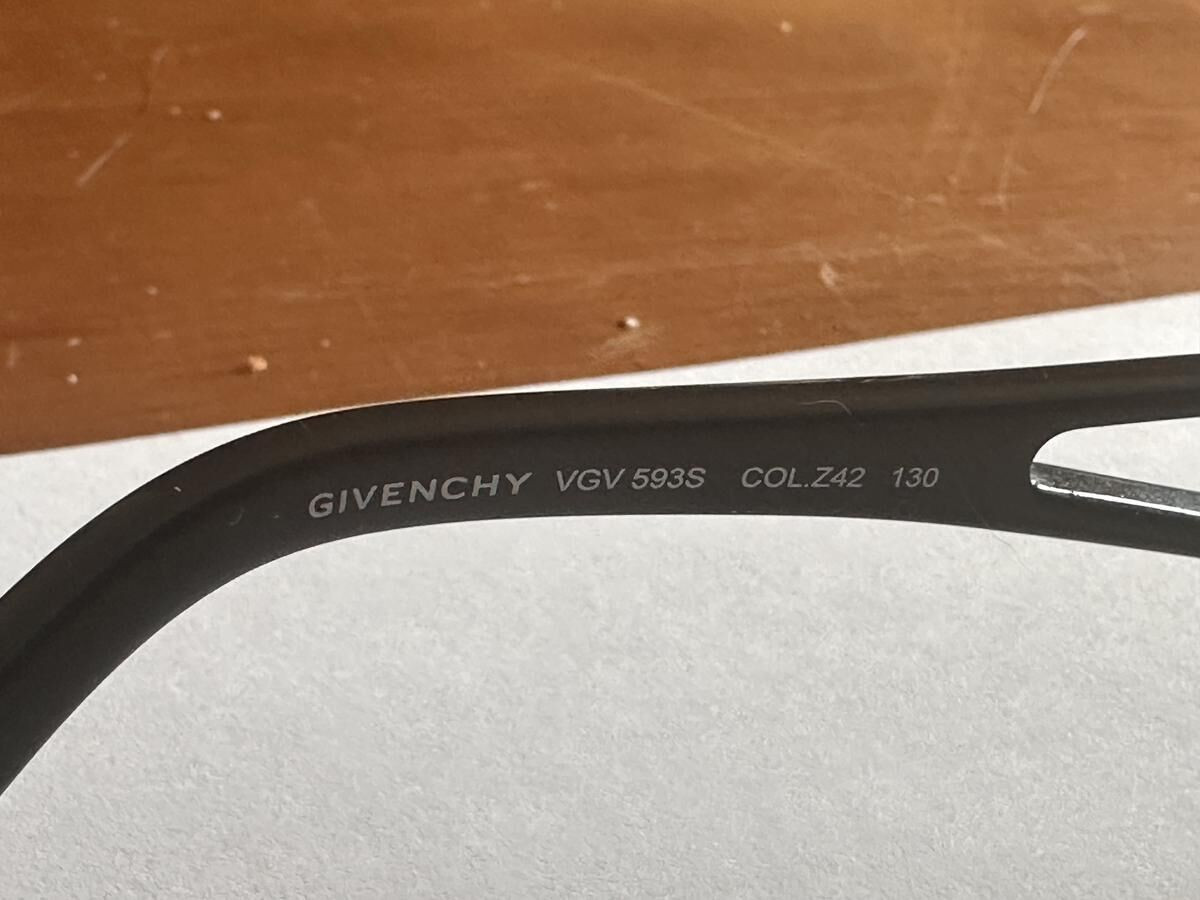 GIVENCHY VGV 593S COL.Z42 130